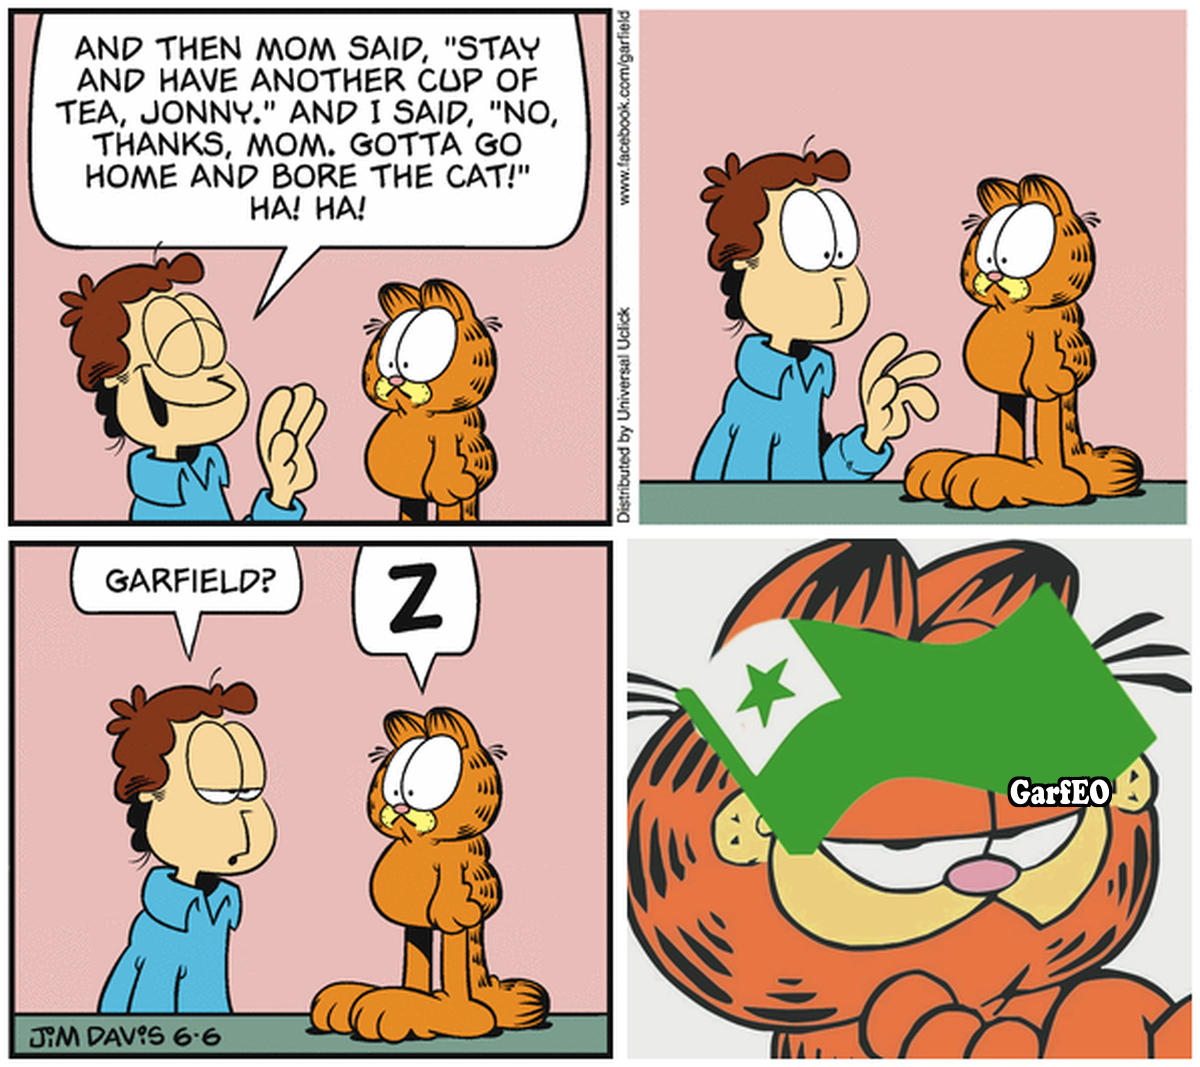 AND THEN MOM SAID, "STAY
AND HAVE ANOTHER CUP OF
TEA, JONNY." AND I SAID, "NO,
THANKS, MOM. GOTTA GO
HOME AND BORE THE CAT!"
HA! HA!
www.facebook.com/garfield
Distributed by Universal Uclick
GARFIELD?
Z
JIM DAVIS 6-6
GarfEO